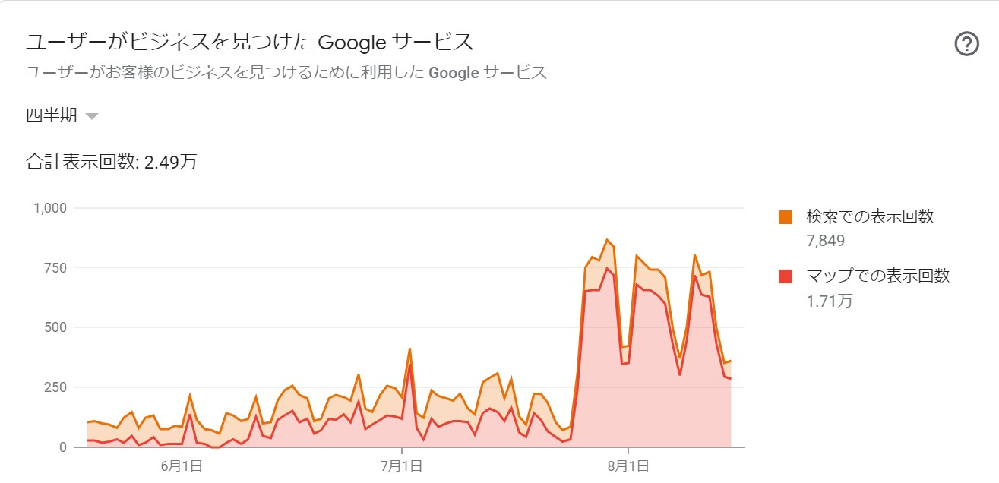 ユーザーがビジネスを見つけた Google サービス
ユーザーがお客様のビジネスを見つけるために利用した Google サービス
四半期
合計表示回数: 2.49万
1,000
750
500
250
0
6月1日
7月1日
8月1日
検索での表示回数
7,849
マップでの表示回数
1.71万